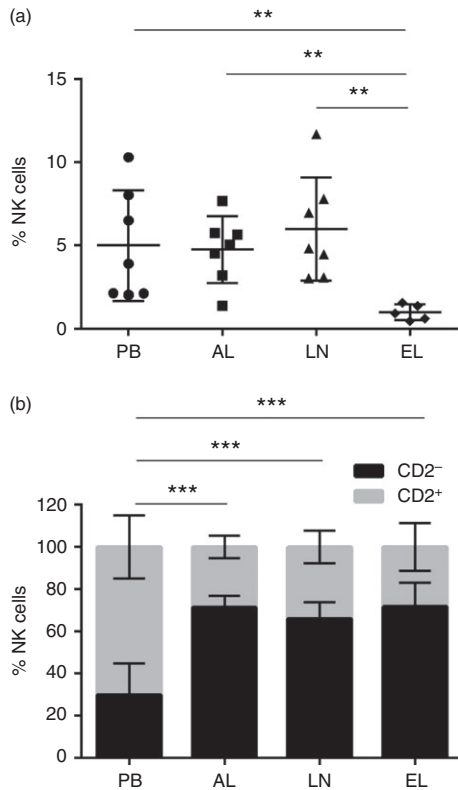 (a)
**
**
**
15
10
5
0
% NK cells
PB AL LN EL
(b)
***
***
***
CD2–
CD2+
120
100
80
60
40
20
0
% NK cells
PB AL LN EL